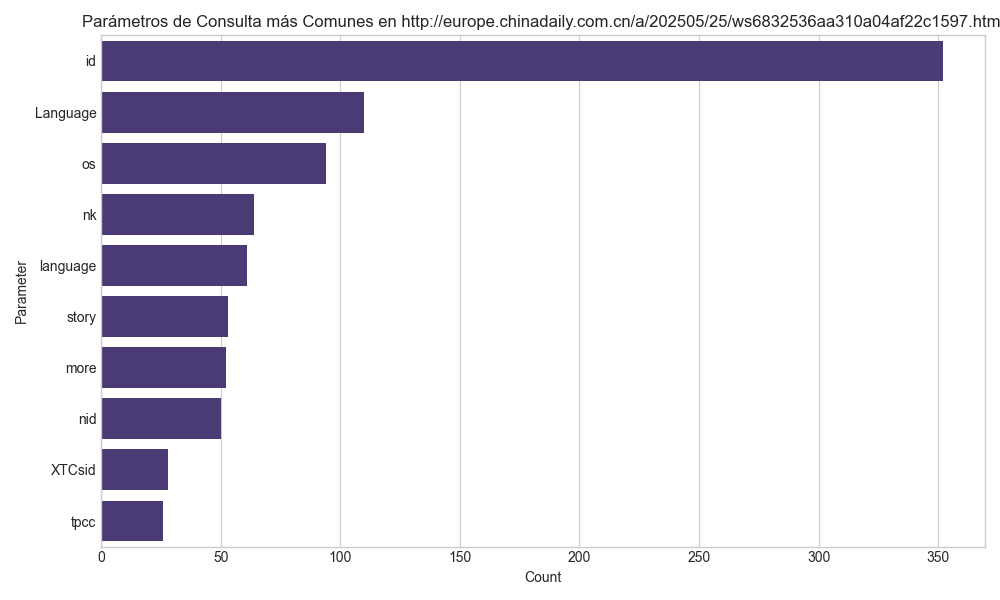 Parámetros de Consulta más Comunes en http://europe.chinadaily.com.cn/a/202505/25/ws6832536aa310a04af22c1597.htm
id
Language
os
nk
language
story
more
nid
XTCsid
tpcc
Parameter
0 50 100 150 200 250 300 350
Count